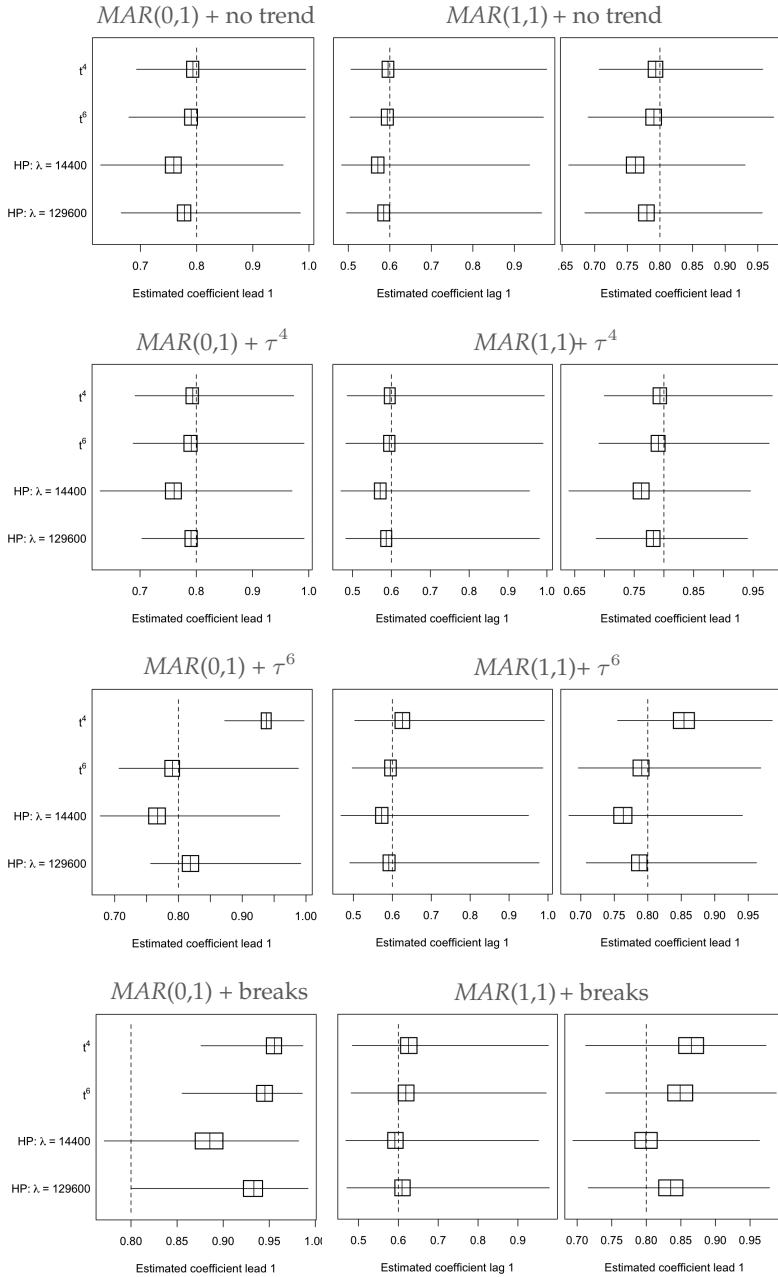 MAR(0,1) + no trend MAR(1,1) + no trend
t⁴
t⁶
HP: λ = 14400
HP: λ = 129600
0.7 0.8 0.9 1.0 0.5 0.6 0.7 0.8 0.9 .65 0.70 0.75 0.80 0.85 0.90 0.95
Estimated coefficient lead 1 Estimated coefficient lag 1 Estimated coefficient lead 1
MAR(0,1) + τ⁴ MAR(1,1)+ τ⁴
t⁴
t⁶
HP: λ = 14400
HP: λ = 129600
0.7 0.8 0.9 1.0 0.5 0.6 0.7 0.8 0.9 1.0 0.65 0.75 0.85 0.95
Estimated coefficient lead 1 Estimated coefficient lag 1 Estimated coefficient lead 1
MAR(0,1) + τ⁶ MAR(1,1)+ τ⁶
t⁴
t⁶
HP: λ = 14400
HP: λ = 129600
0.70 0.80 0.90 1.00 0.5 0.6 0.7 0.8 0.9 1.0 0.70 0.75 0.80 0.85 0.90 0.95
Estimated coefficient lead 1 Estimated coefficient lag 1 Estimated coefficient lead 1
MAR(0,1) + breaks MAR(1,1) + breaks
t⁴
t⁶
HP: λ = 14400
HP: λ = 129600
0.80 0.85 0.90 0.95 1.00 0.5 0.6 0.7 0.8 0.9 0.70 0.75 0.80 0.85 0.90 0.95
Estimated coefficient lead 1 Estimated coefficient lag 1 Estimated coefficient lead 1